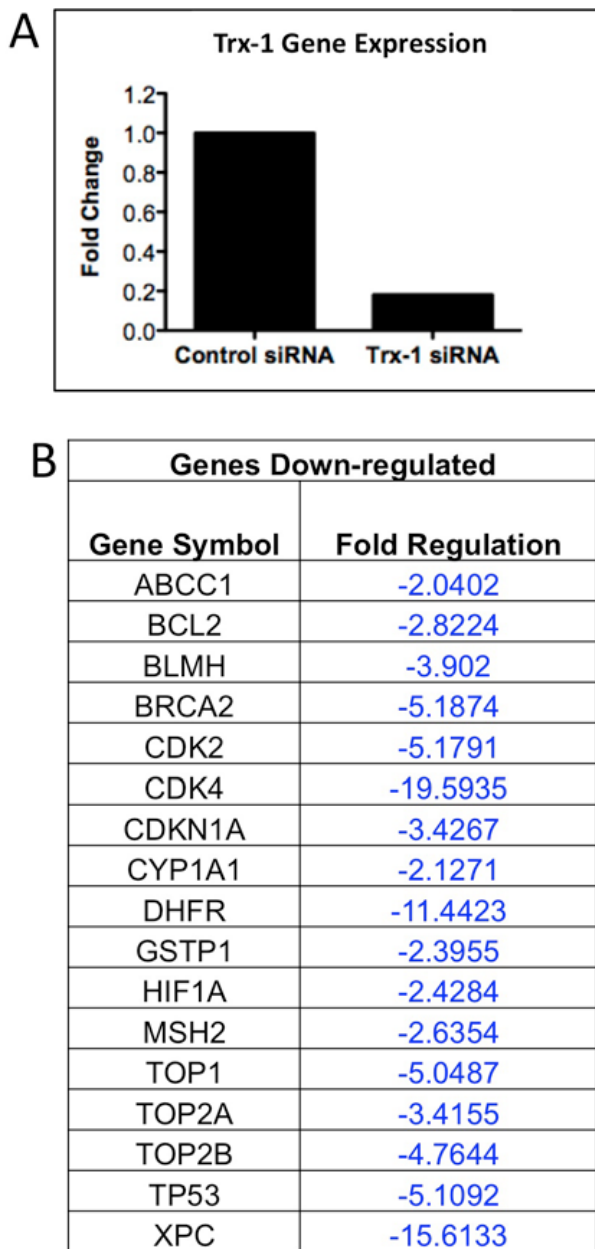 A
Trx-1 Gene Expression
Fold Change
1.2
1.0
0.8
0.6
0.4
0.2
0.0
Control siRNA Trx-1 siRNA
B
Genes Down-regulated
Gene Symbol Fold Regulation
ABCC1 -2.0402
BCL2 -2.8224
BLMH -3.902
BRCA2 -5.1874
CDK2 -5.1791
CDK4 -19.5935
CDKN1A -3.4267
CYP1A1 -2.1271
DHFR -11.4423
GSTP1 -2.3955
HIF1A -2.4284
MSH2 -2.6354
TOP1 -5.0487
TOP2A -3.4155
TOP2B -4.7644
TP53 -5.1092
XPC -15.6133